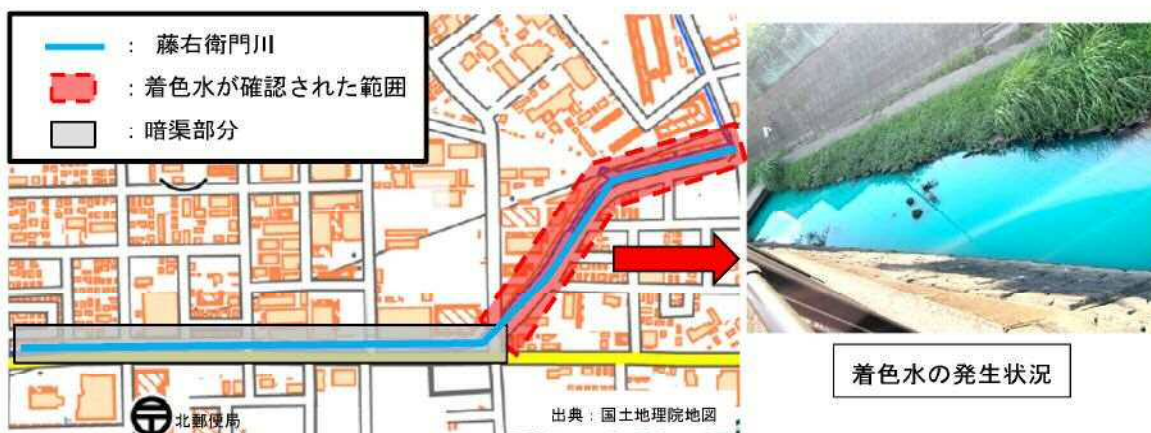 : 藤右衛門川
: 着色水が確認された範囲
: 暗渠部分
北郵便局
出典：国土地理院地図
着色水の発生状況